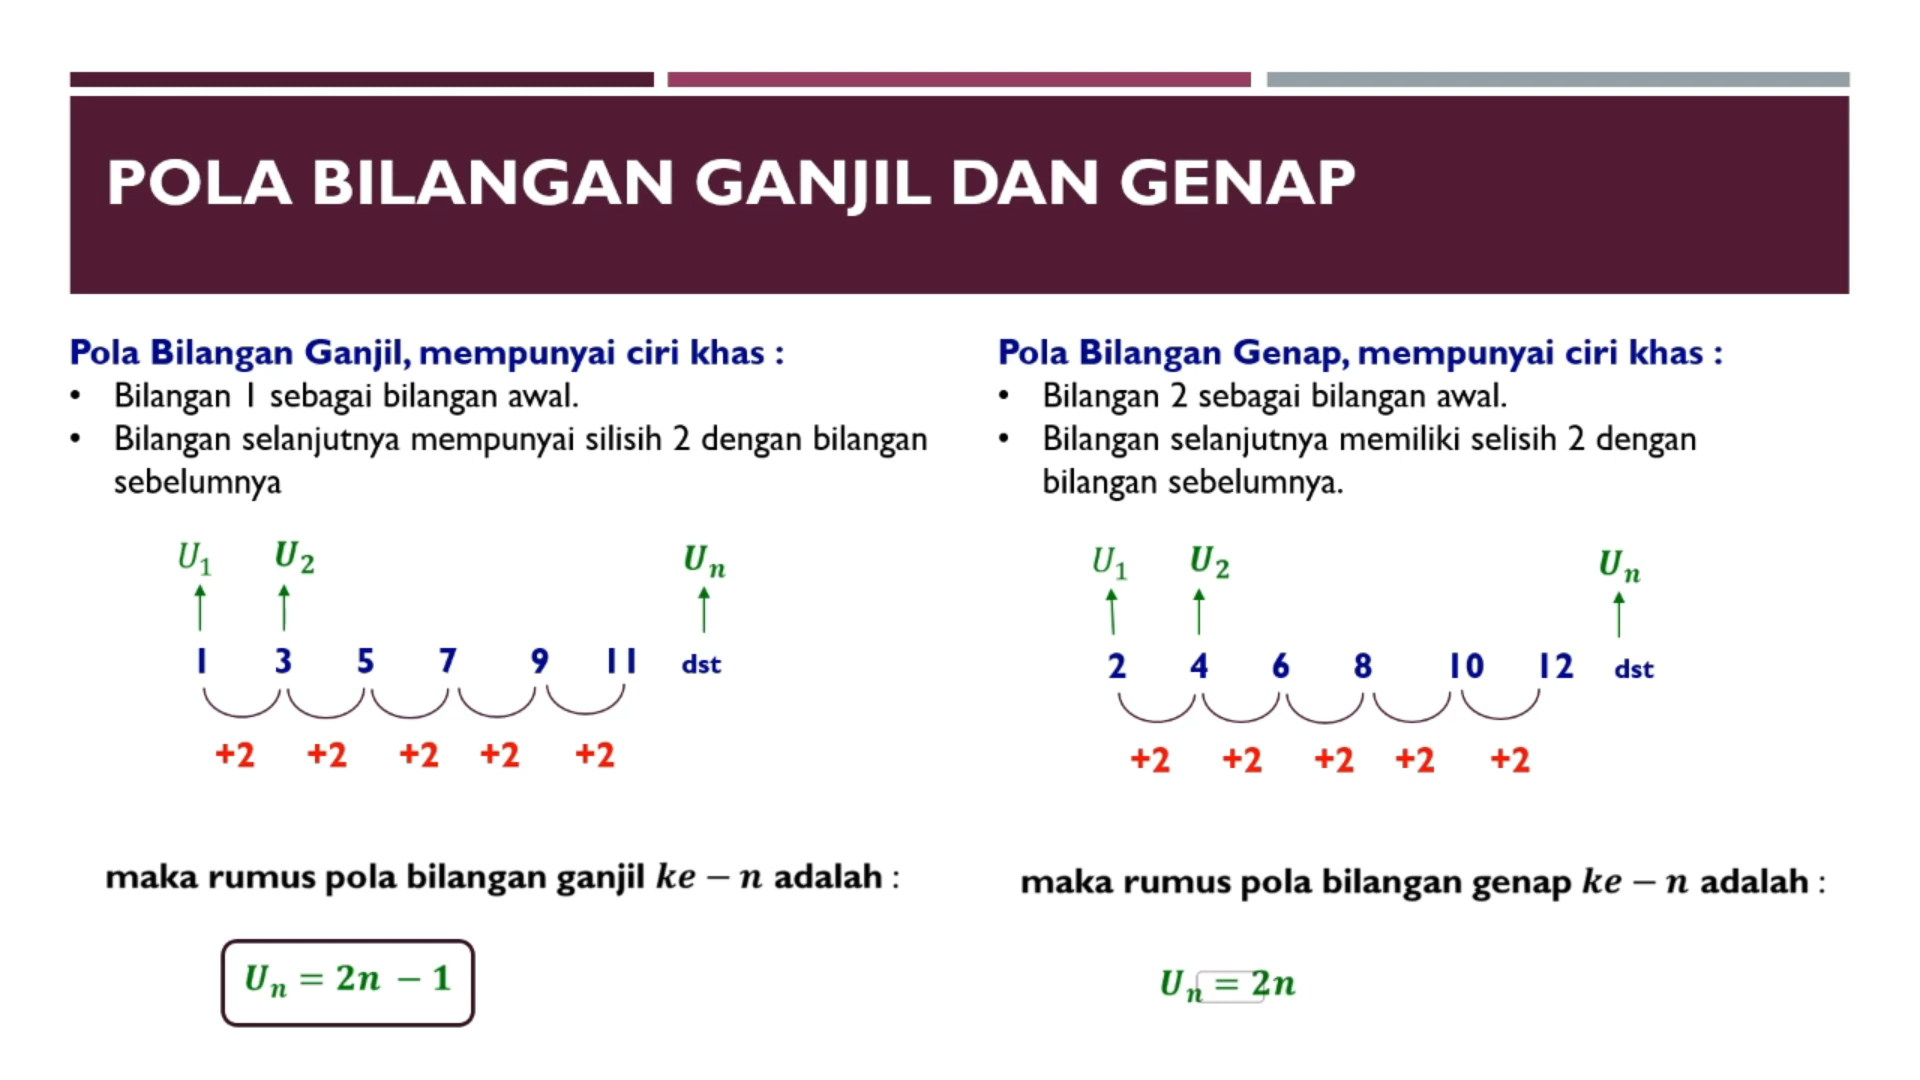 POLA BILANGAN GANJIL DAN GENAP
Pola Bilangan Ganjil, mempunyai ciri khas :
• Bilangan 1 sebagai bilangan awal.
• Bilangan selanjutnya mempunyai silisih 2 dengan bilangan
sebelumnya
U₁ U₂ Uₙ
1 3 5 7 9 11 dst
+2 +2 +2 +2 +2
maka rumus pola bilangan ganjil ke − n adalah :
Uₙ = 2n − 1
Pola Bilangan Genap, mempunyai ciri khas :
• Bilangan 2 sebagai bilangan awal.
• Bilangan selanjutnya memiliki selisih 2 dengan
bilangan sebelumnya.
U₁ U₂ Uₙ
2 4 6 8 10 12 dst
+2 +2 +2 +2 +2
maka rumus pola bilangan genap ke − n adalah :
Uₙ = 2n